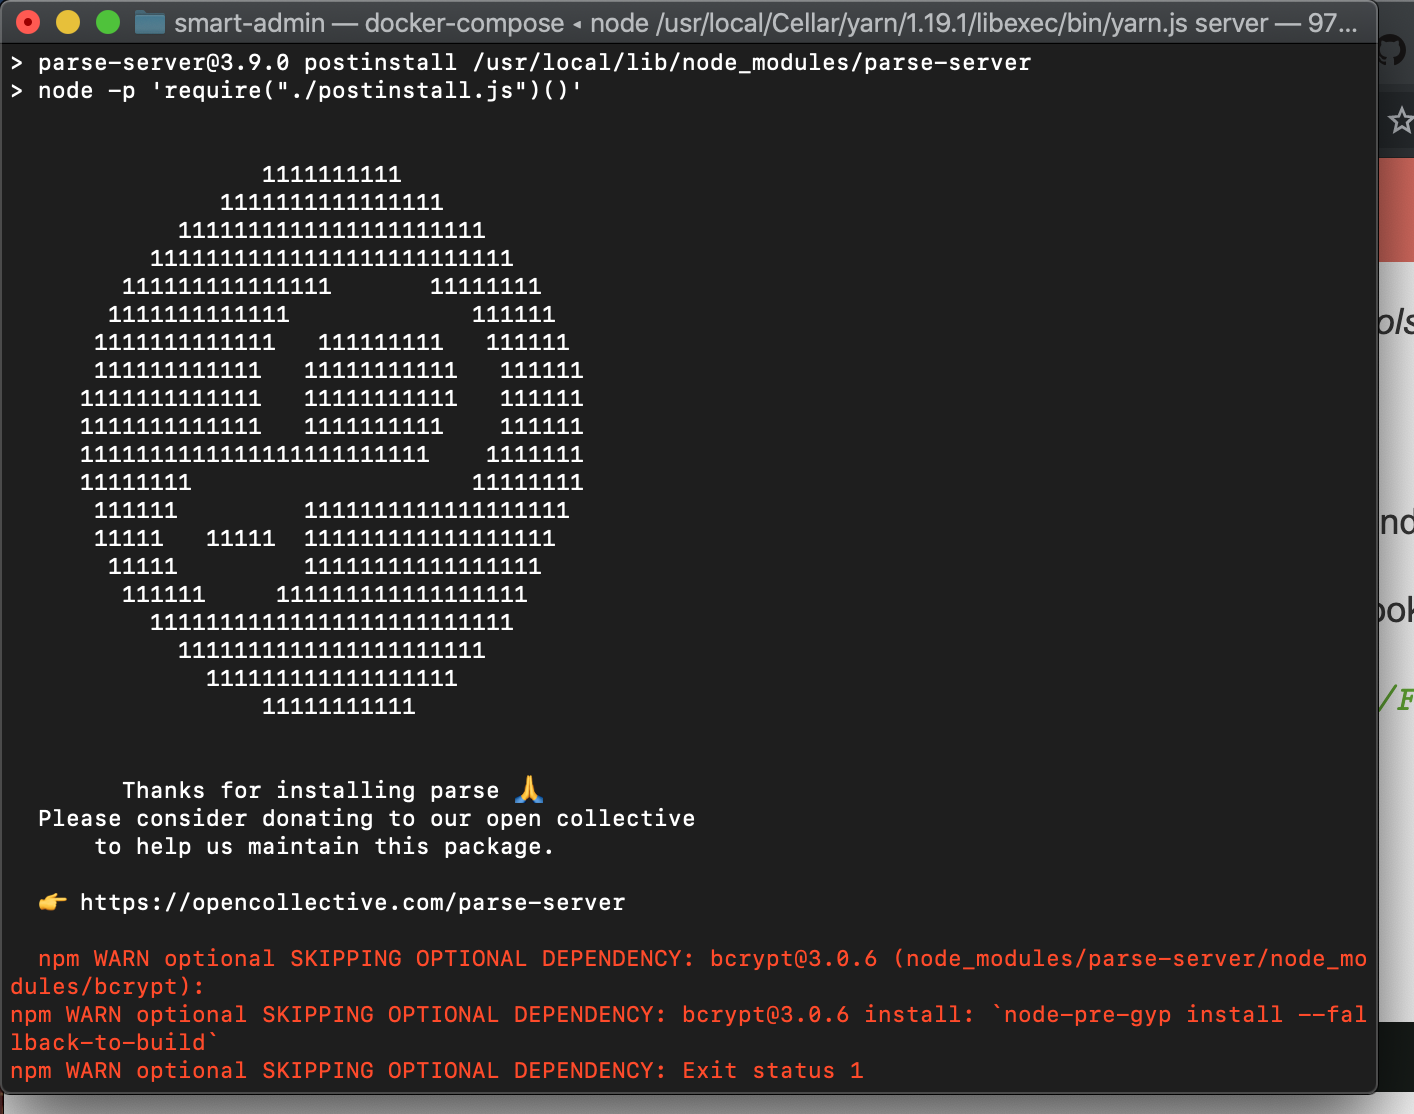 smart-admin — docker-compose ◂ node /usr/local/Cellar/yarn/1.19.1/libexec/bin/yarn.js server — 97...
> parse-server@3.9.0 postinstall /usr/local/lib/node_modules/parse-server
> node -p 'require("./postinstall.js")()'
                  1111111111
               1111111111111111
            1111111111111111111111
          11111111111111111111111111
        111111111111111       11111111
       1111111111111             111111
      1111111111111   111111111   111111
      111111111111   11111111111   111111
     1111111111111   11111111111   111111
     1111111111111   1111111111    111111
     1111111111111111111111111    1111111
     11111111                    11111111
      111111         1111111111111111111
      11111   11111  111111111111111111
       11111         11111111111111111
        111111     111111111111111111
          11111111111111111111111111
            1111111111111111111111
              111111111111111111
                  11111111111
Thanks for installing parse 🙏
Please consider donating to our open collective
to help us maintain this package.
👉 https://opencollective.com/parse-server
npm WARN optional SKIPPING OPTIONAL DEPENDENCY: bcrypt@3.0.6 (node_modules/parse-server/node_mo
dules/bcrypt):
npm WARN optional SKIPPING OPTIONAL DEPENDENCY: bcrypt@3.0.6 install: `node-pre-gyp install --fal
lback-to-build`
npm WARN optional SKIPPING OPTIONAL DEPENDENCY: Exit status 1